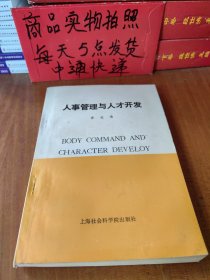 商品实物拍照
每天5点发货
中通快递
人事管理与人才开发
BODY COMMAND AND
CHARACTER DEVELOY
上海社会科学院出版社